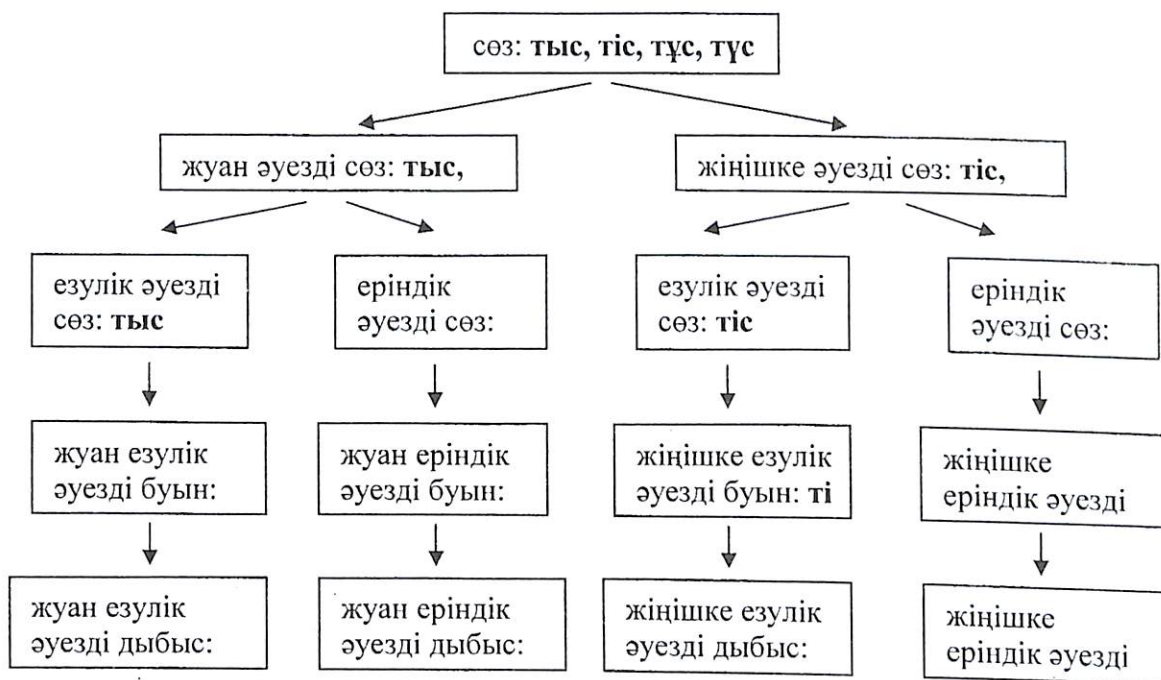 сөз: тыс, тіс, тұс, түс
жуан әуезді сөз: тыс,
жіңішке әуезді сөз: тіс,
езулік әуезді
сөз: тыс
еріндік
әуезді сөз:
езулік әуезді
сөз: тіс
еріндік
әуезді сөз:
жуан езулік
әуезді буын:
жуан еріндік
әуезді буын:
жіңішке езулік
әуезді буын: ті
жіңішке
еріндік әуезді
жуан езулік
әуезді дыбыс:
жуан еріндік
әуезді дыбыс:
жіңішке езулік
әуезді дыбыс:
жіңішке
еріндік әуезді